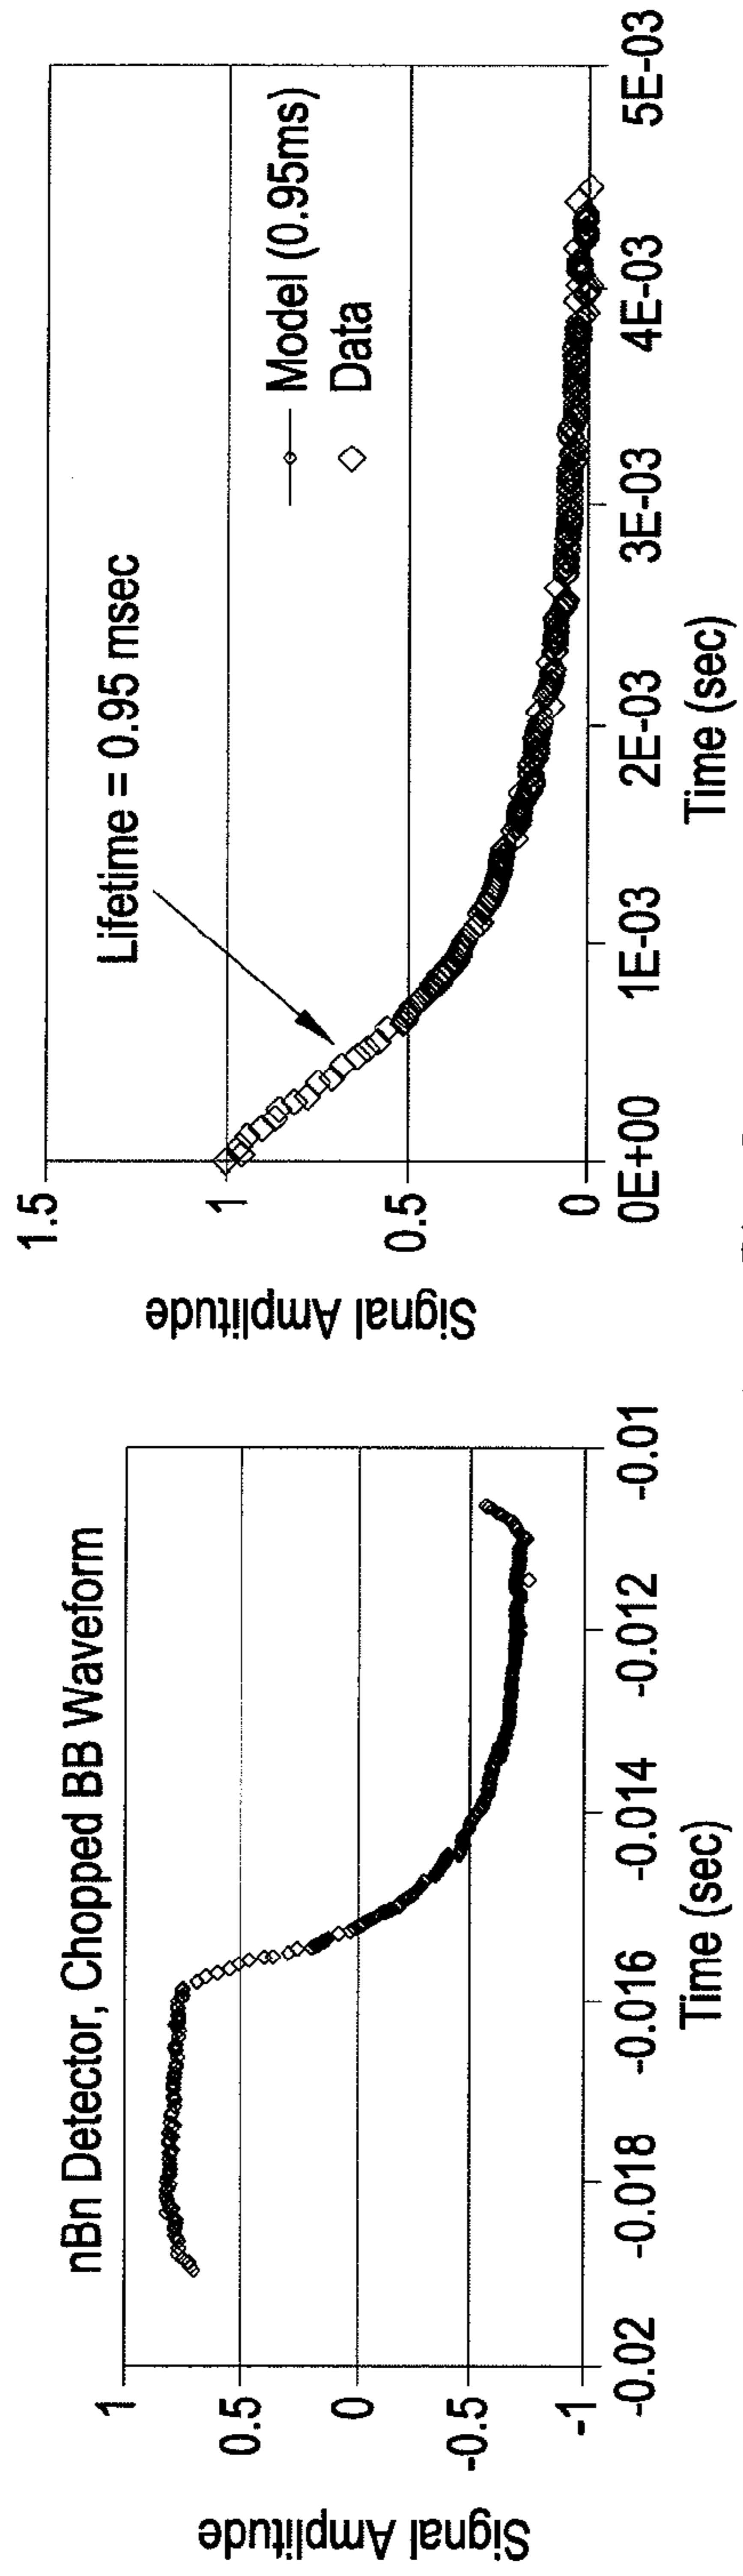 nBn Detector, Chopped BB Waveform
Signal Amplitude
1
0.5
0
-0.5
-1
-0.02
-0.018
-0.016
-0.014
-0.012
-0.01
Time (sec)
Signal Amplitude
1.5
1
0.5
0
Lifetime = 0.95 msec
Model (0.95ms)
Data
0E+00
1E-03
2E-03
3E-03
4E-03
5E-03
Time (sec)